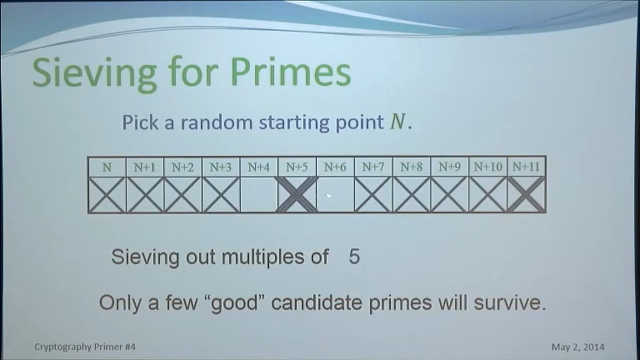 Sieving for Primes
Pick a random starting point N.
N N+1 N+2 N+3 N+4 N+5 N+6 N+7 N+8 N+9 N+10 N+11
Sieving out multiples of 5
Only a few “good” candidate primes will survive.
Cryptography Primer #4 May 2, 2014